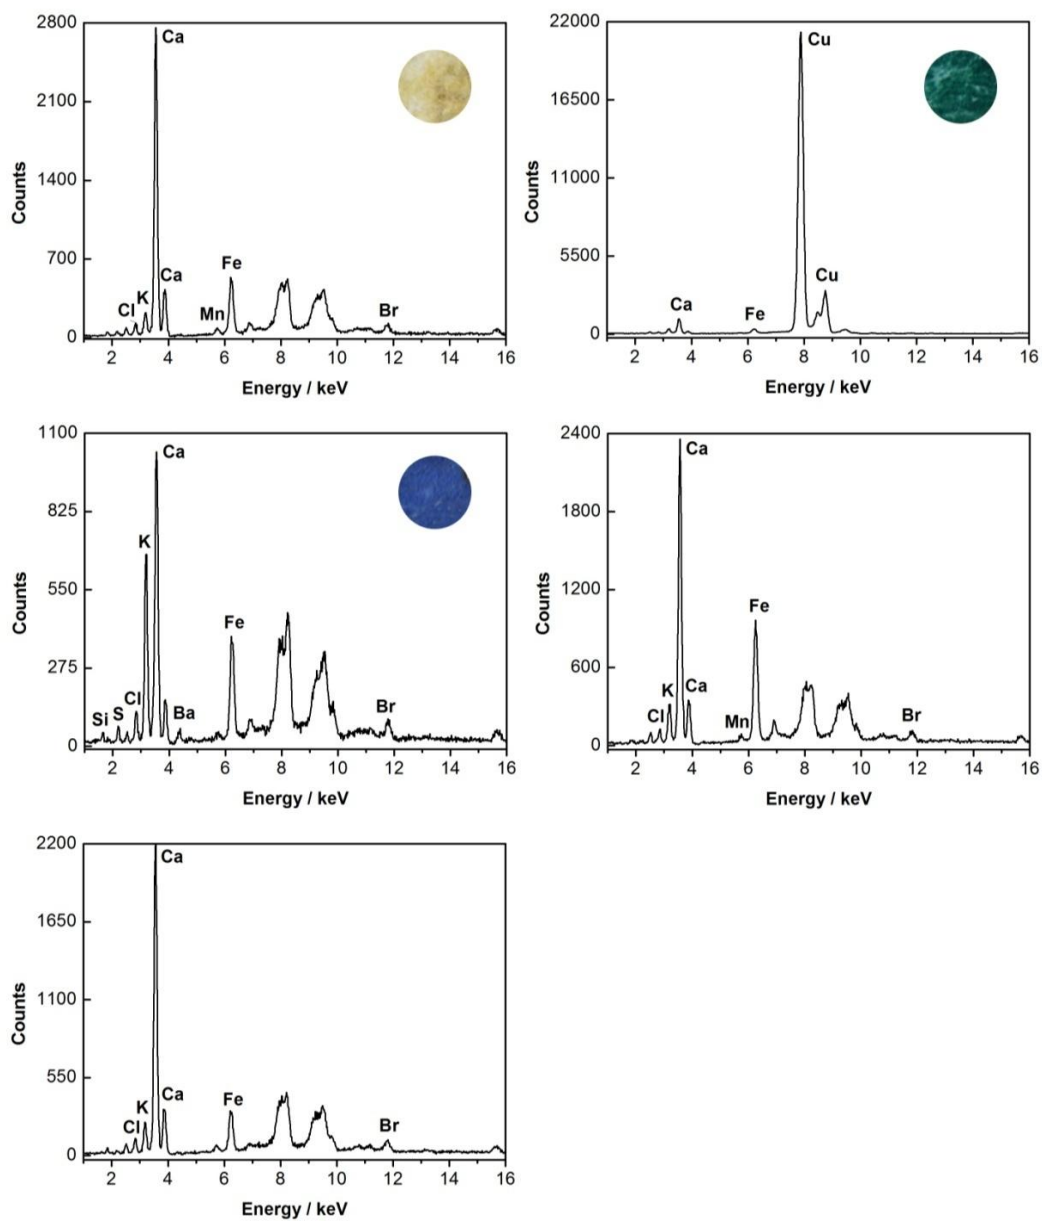 2800
2100
1400
700
0
Counts
Ca
Ca
K
Cl
Mn
Fe
Br
2 4 6 8 10 12 14 16
Energy / keV
22000
16500
11000
5500
0
Counts
Cu
Cu
Ca
Fe
2 4 6 8 10 12 14 16
Energy / keV
1100
825
550
275
0
Counts
Ca
K
Si
S
Cl
Ba
Fe
Br
2 4 6 8 10 12 14 16
Energy / keV
2400
1800
1200
600
0
Counts
Ca
Fe
K
Ca
Cl
Mn
Br
2 4 6 8 10 12 14 16
Energy / keV
2200
1650
1100
550
0
Counts
Ca
K
Ca
Cl
Fe
Br
2 4 6 8 10 12 14 16
Energy / keV